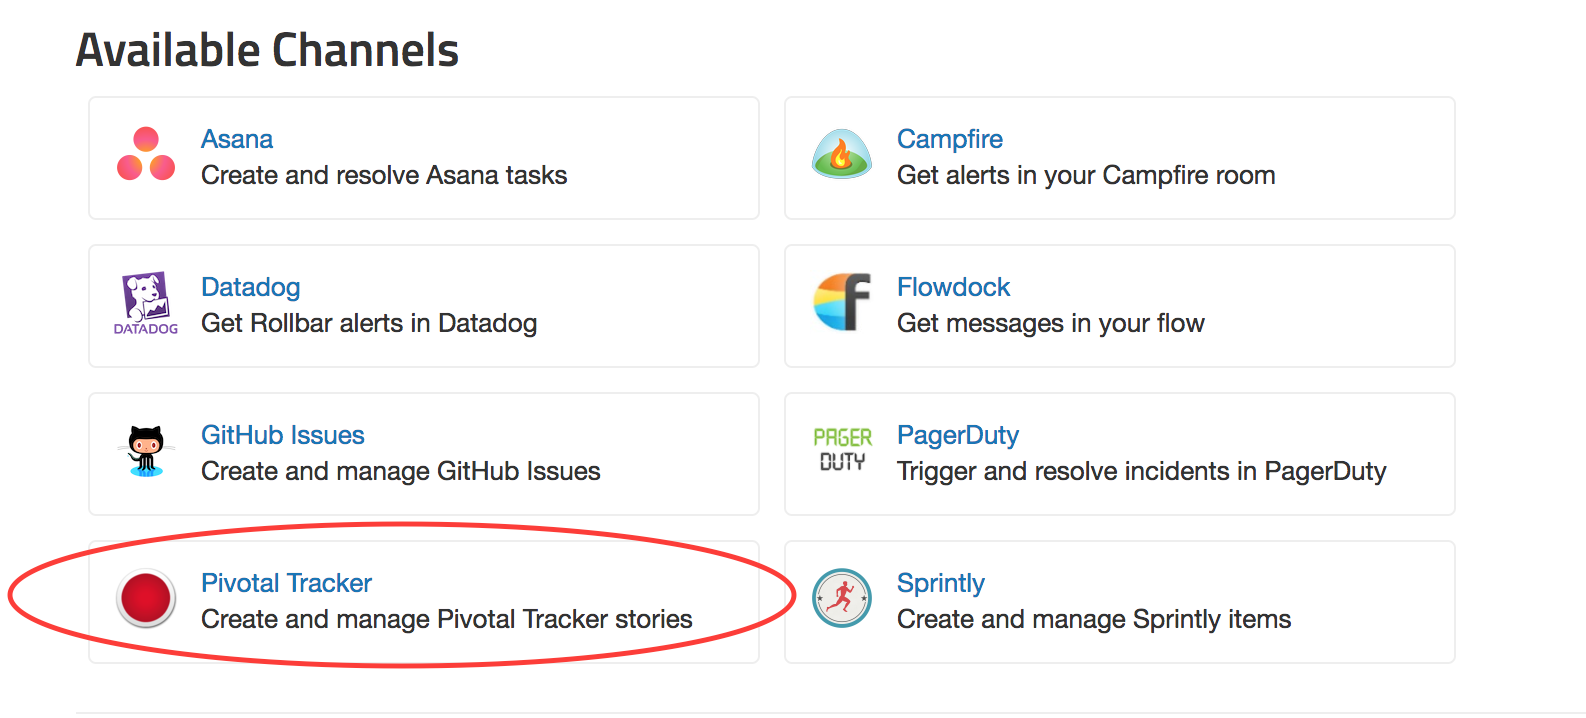 Available Channels
Asana
Create and resolve Asana tasks
Campfire
Get alerts in your Campfire room
DATADOG
Datadog
Get Rollbar alerts in Datadog
Flowdock
Get messages in your flow
GitHub Issues
Create and manage GitHub Issues
PAGER
DUTY
PagerDuty
Trigger and resolve incidents in PagerDuty
Pivotal Tracker
Create and manage Pivotal Tracker stories
Sprintly
Create and manage Sprintly items